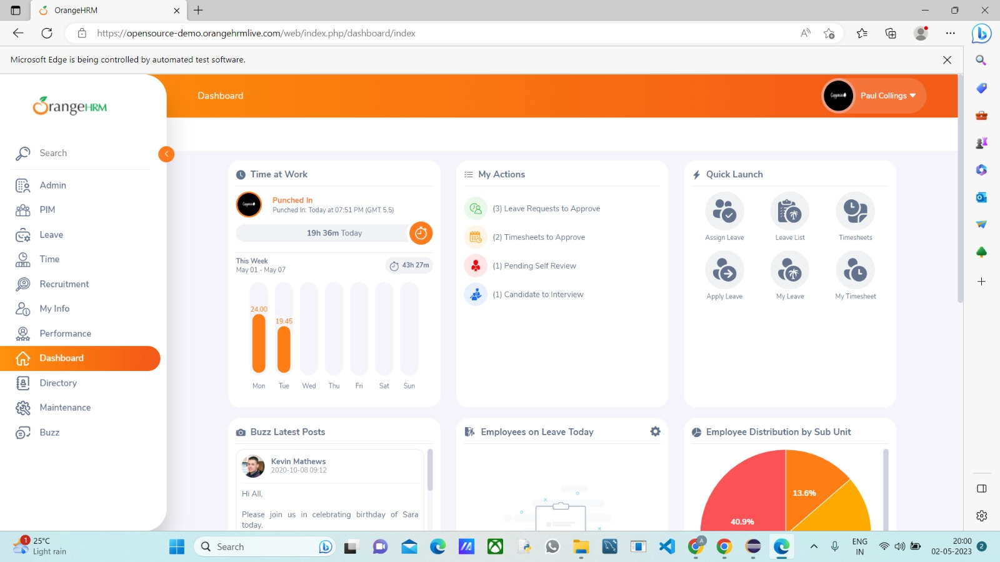 OrangeHRM
https://opensource-demo.orangehrmlive.com/web/index.php/dashboard/index
Microsoft Edge is being controlled by automated test software.
OrangeHRM
Search
Admin
PIM
Leave
Time
Recruitment
My Info
Performance
Dashboard
Directory
Maintenance
Buzz
Dashboard
Paul Collings
Time at Work
Punched In
Punched In: Today at 07:51 PM (GMT 5.5)
19h 36m Today
This Week
May 01 - May 07
43h 27m
24.00
19.45
Mon Tue Wed Thu Fri Sat Sun
My Actions
(3) Leave Requests to Approve
(2) Timesheets to Approve
(1) Pending Self Review
(1) Candidate to Interview
Quick Launch
Assign Leave
Leave List
Timesheets
Apply Leave
My Leave
My Timesheet
Buzz Latest Posts
Kevin Mathews
2020-10-08 09:12
Hi All,
Please join us in celebrating birthday of Sara
today.
Employees on Leave Today
Employee Distribution by Sub Unit
13.6%
40.9%
1
25°C
Light rain
Search
A
ENG
IN
20:00
02-05-2023
2